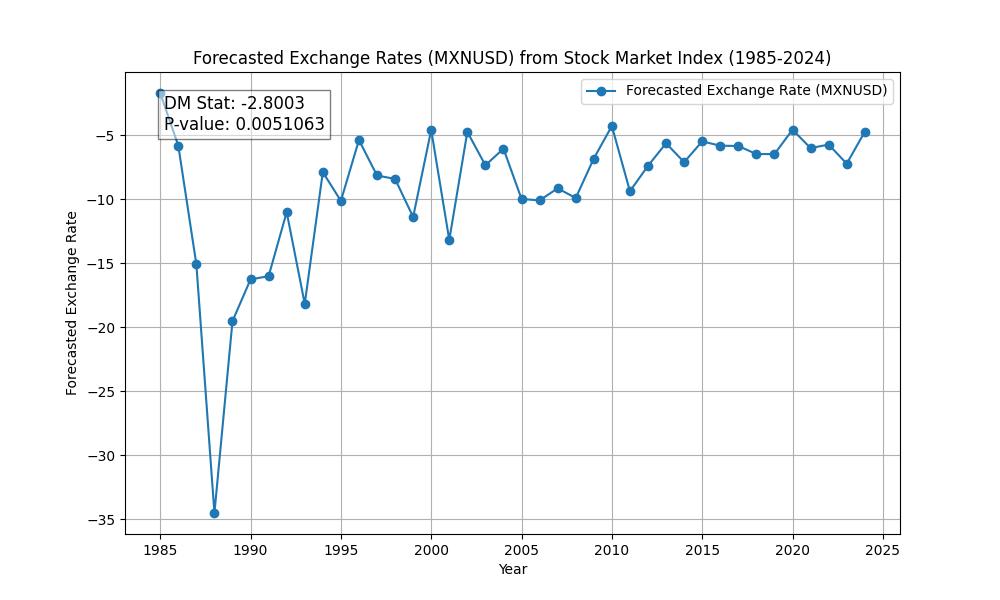 Forecasted Exchange Rates (MXNUSD) from Stock Market Index (1985-2024)
DM Stat: -2.8003
P-value: 0.0051063
Forecasted Exchange Rate (MXNUSD)
Forecasted Exchange Rate
−5
−10
−15
−20
−25
−30
−35
1985 1990 1995 2000 2005 2010 2015 2020 2025
Year